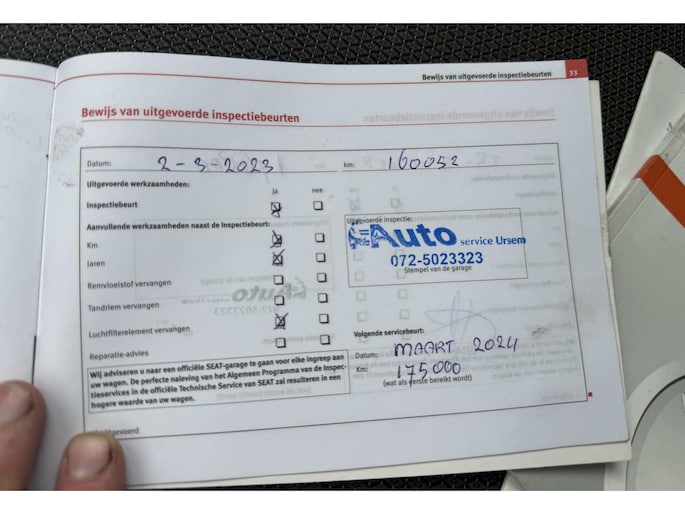 Bewijs van uitgevoerde inspectiebeurten 33
Bewijs van uitgevoerde inspectiebeurten
Datum: 2-3-2023 km: 160052
Uitgevoerde werkzaamheden:
ja nee
Inspectiebeurt
Aanvullende werkzaamheden naast de Inspectiebeurt:
Km
Jaren
Remvloeistof vervangen
Tandriem vervangen
Luchtfilterelement vervangen
Reparatie-advies
Wij adviseren u naar een officiële SEAT-garage te gaan voor elke ingreep aan
uw wagen. De perfecte naleving van het Algemeen Programma van de Inspec-
tieservices in de officiële Technische Service van SEAT zal resulteren in een
hogere waarde van uw wagen.
Uitgevoerde inspectie:
Auto service Ursem
072-5023323
Stempel van de garage
Volgende servicebeurt:
Datum: MAART 2024
Km: 175000
(wat als eerste bereikt wordt)
uitgevoerd